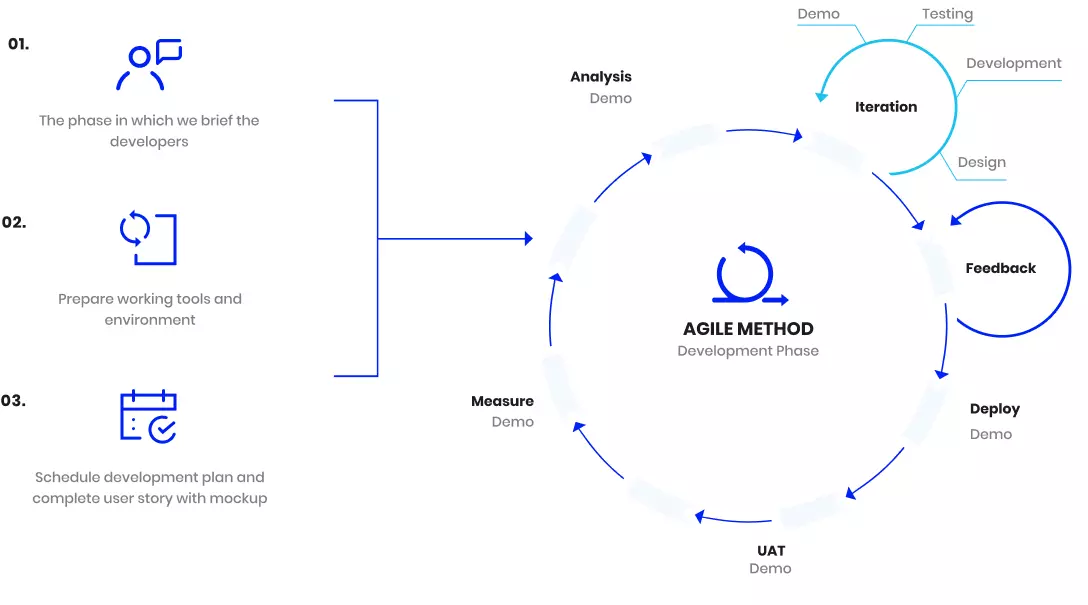 01.
The phase in which we brief the
developers
02.
Prepare working tools and
environment
03.
Schedule development plan and
complete user story with mockup
Analysis
Demo
Demo
Testing
Development
Iteration
Design
Feedback
AGILE METHOD
Development Phase
Measure
Demo
Deploy
Demo
UAT
Demo